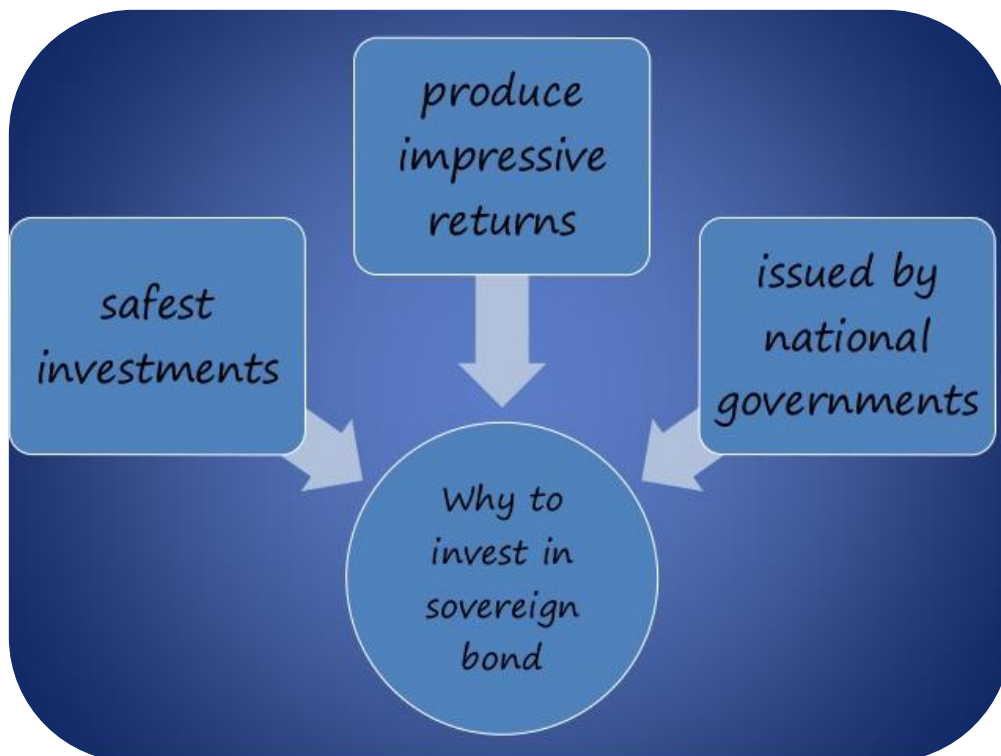 produce
impressive
returns
safest
investments
issued by
national
governments
Why to
invest in
sovereign
bond